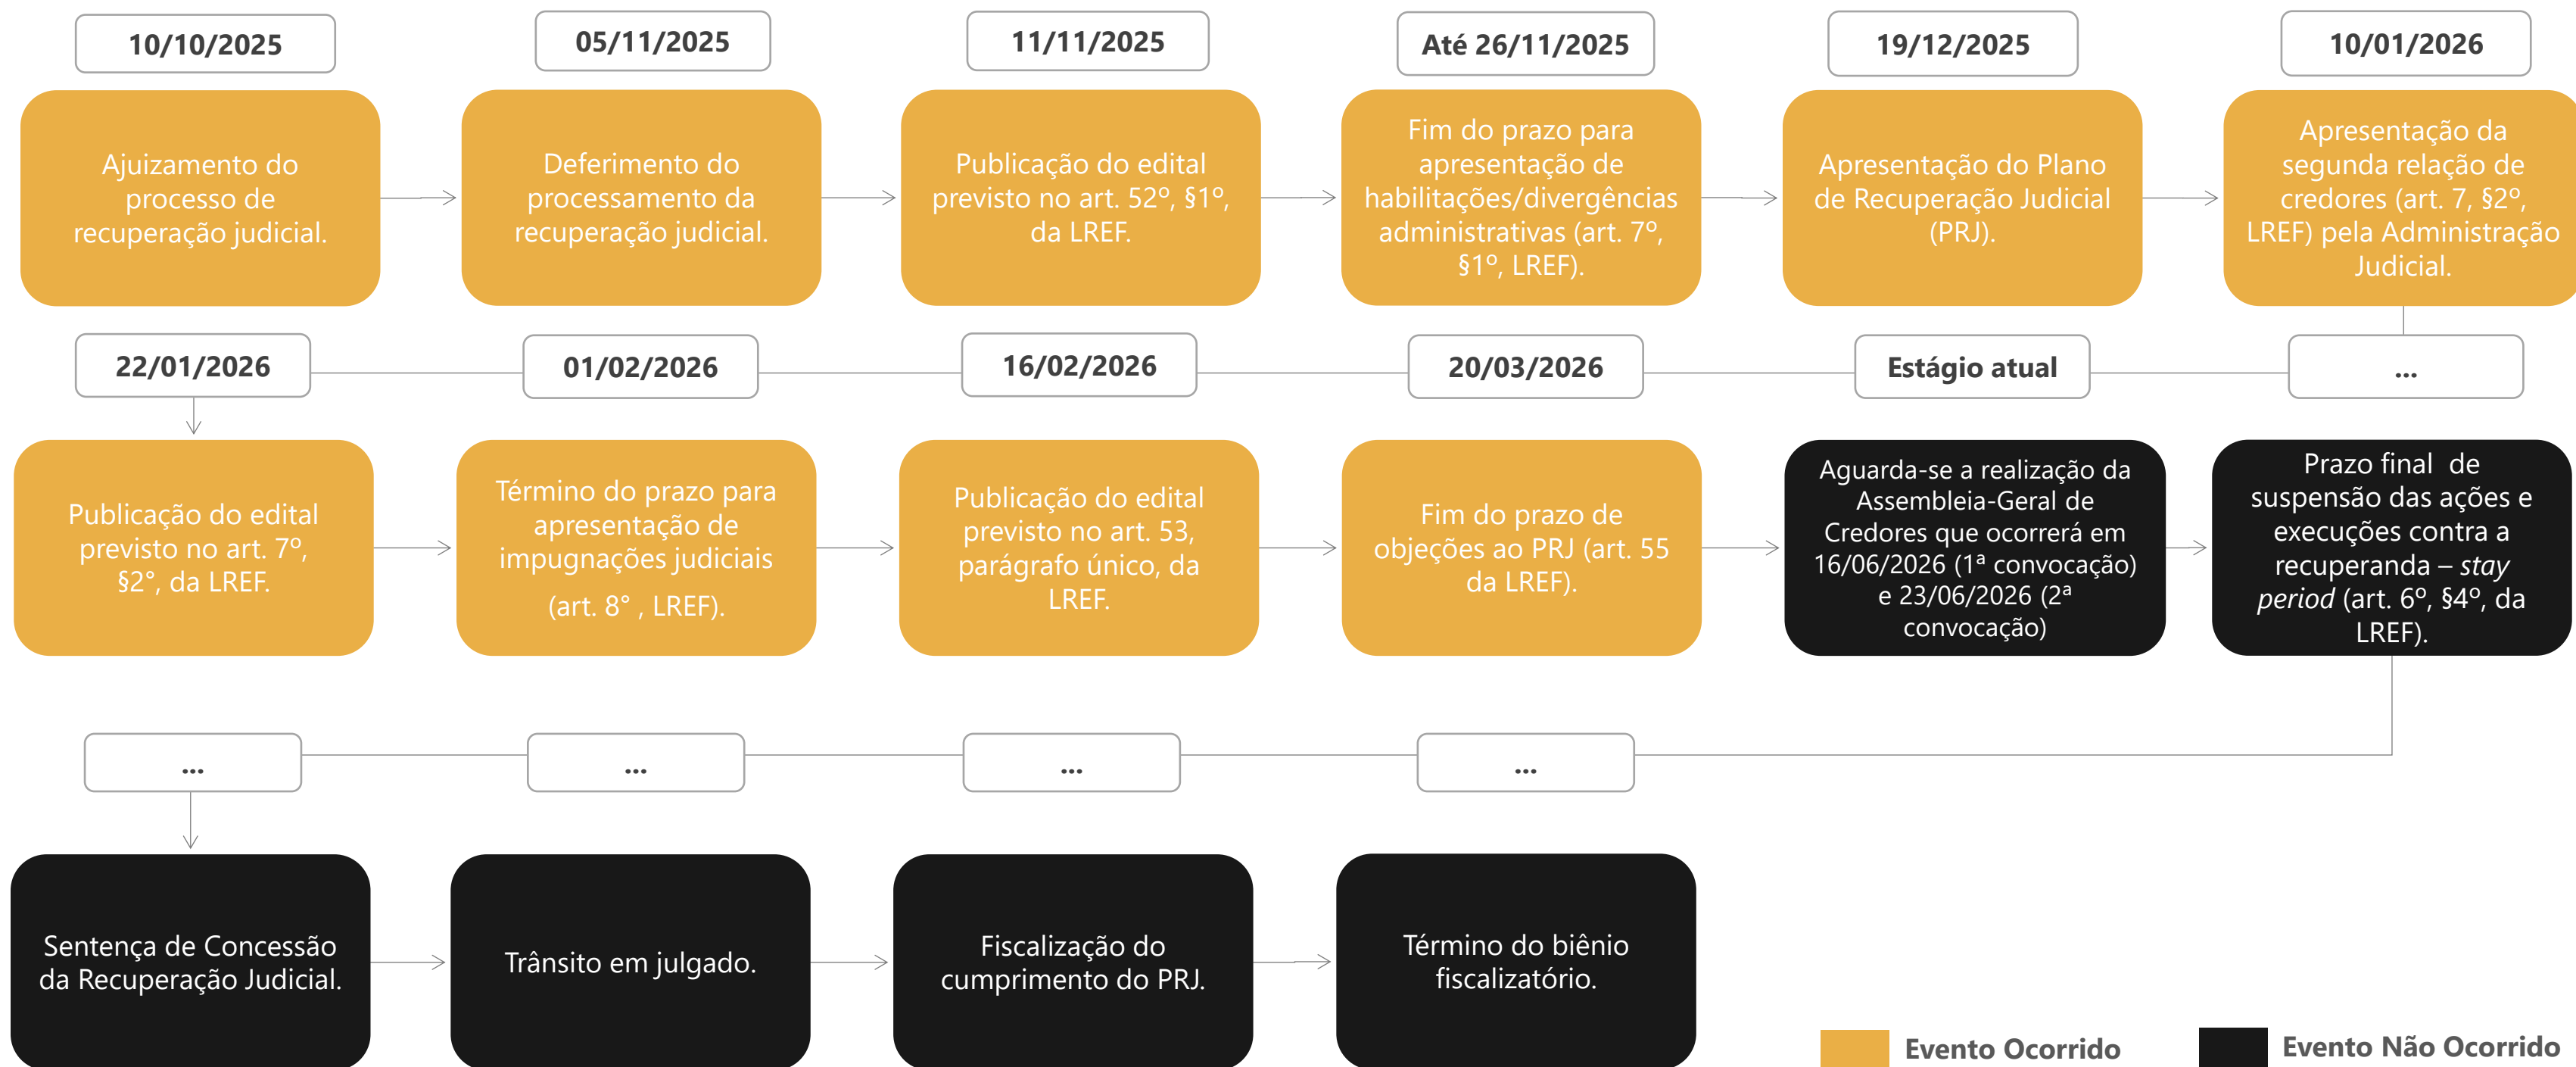 10/10/2025
05/11/2025
11/11/2025
Até 26/11/2025
19/12/2025
10/01/2026
Ajuizamento do
processo de
recuperação judicial.
Deferimento do
processamento da
recuperação judicial.
Publicação do edital
previsto no art. 52º, §1º,
da LREF.
Fim do prazo para
apresentação de
habilitações/divergências
administrativas (art. 7º,
§1º, LREF).
Apresentação do Plano
de Recuperação Judicial
(PRJ).
Apresentação da
segunda relação de
credores (art. 7, §2º,
LREF) pela Administração
Judicial.
22/01/2026
01/02/2026
16/02/2026
20/03/2026
Estágio atual
...
Publicação do edital
previsto no art. 7º,
§2°, da LREF.
Término do prazo para
apresentação de
impugnações judiciais
(art. 8° , LREF).
Publicação do edital
previsto no art. 53,
parágrafo único, da
LREF.
Fim do prazo de
objeções ao PRJ (art. 55
da LREF).
Aguarda-se a realização da
Assembleia-Geral de
Credores que ocorrerá em
16/06/2026 (1ª convocação)
e 23/06/2026 (2ª
convocação)
Prazo final  de
suspensão das ações e
execuções contra a
recuperanda – stay
period (art. 6º, §4º, da
LREF).
...
...
...
...
Sentença de Concessão
da Recuperação Judicial.
Trânsito em julgado.
Fiscalização do
cumprimento do PRJ.
Término do biênio
fiscalizatório.
Evento Ocorrido
Evento Não Ocorrido